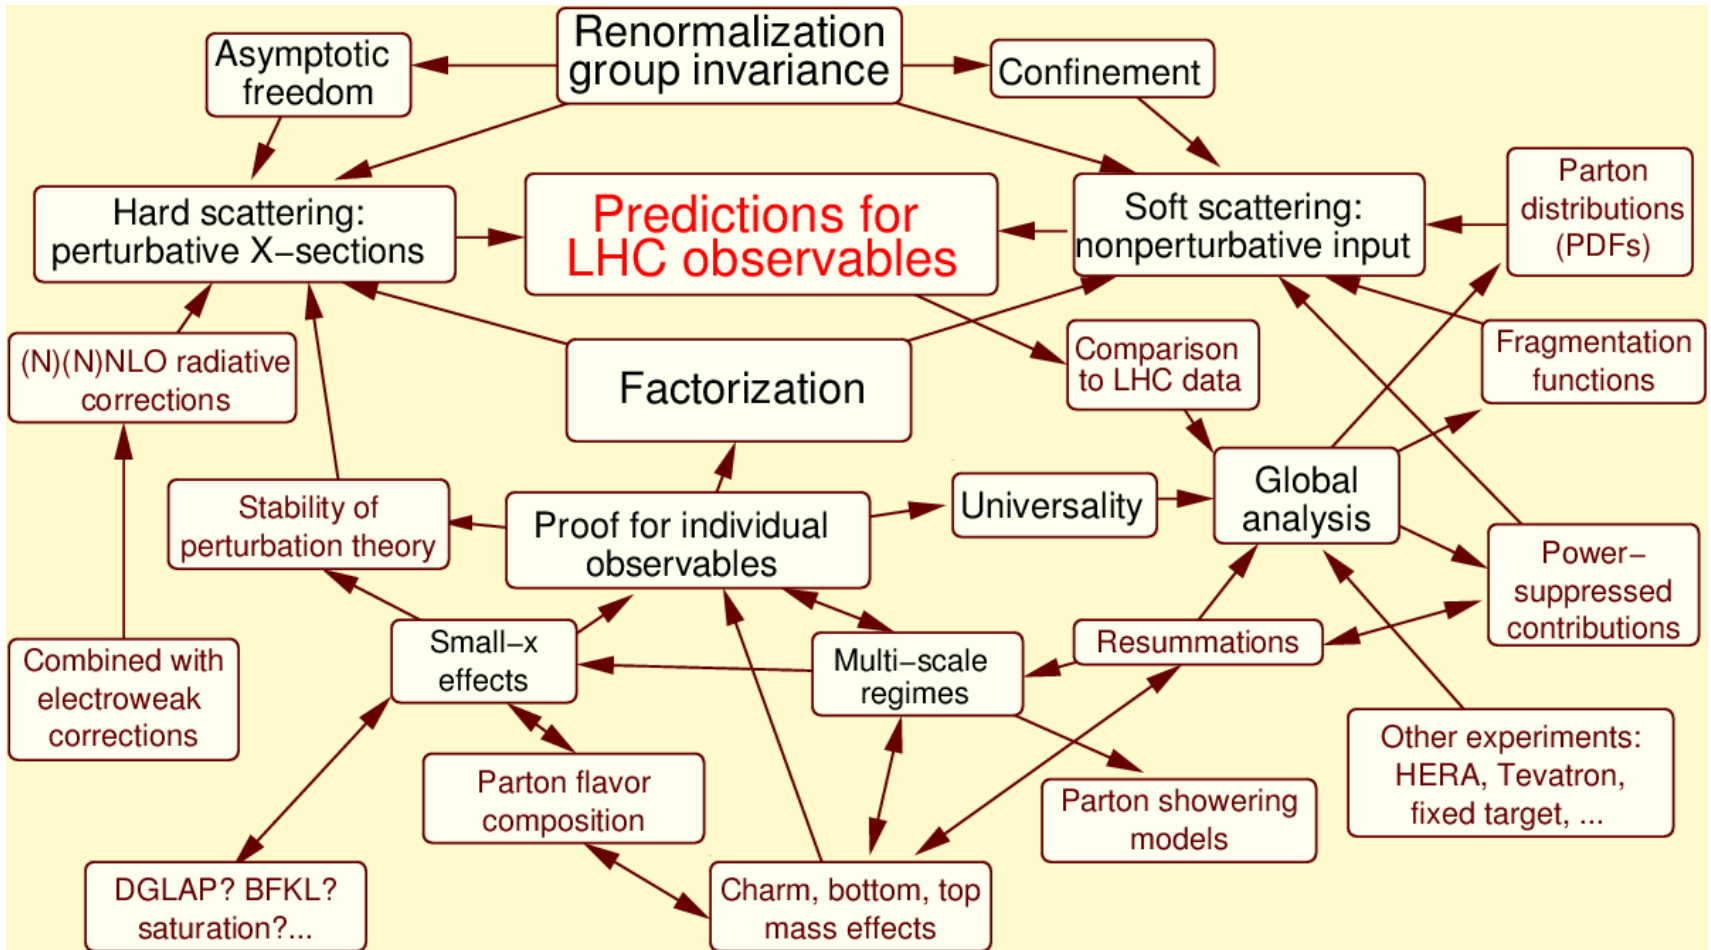 Renormalization
group invariance
Asymptotic
freedom
Confinement
Parton
distributions
(PDFs)
Hard scattering:
perturbative X−sections
Predictions for
LHC observables
Soft scattering:
nonperturbative input
(N)(N)NLO radiative
corrections
Factorization
Comparison
to LHC data
Fragmentation
functions
Stability of
perturbation theory
Proof for individual
observables
Universality
Global
analysis
Power−
suppressed
contributions
Combined with
electroweak
corrections
Small−x
effects
Multi−scale
regimes
Resummations
Other experiments:
HERA, Tevatron,
fixed target, ...
Parton flavor
composition
Parton showering
models
DGLAP? BFKL?
saturation?...
Charm, bottom, top
mass effects